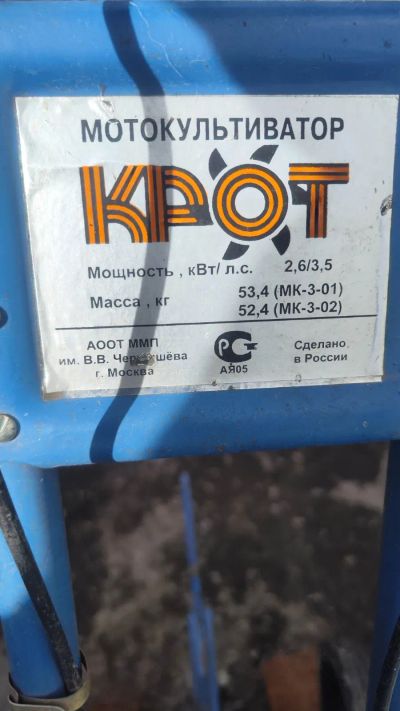 МОТОКУЛЬТИВАТОР
КРОТ
Мощность , кВт/ л.с. 2,6/3,5
Масса , кг 53,4 (МК-3-01)
52,4 (МК-3-02)
АООТ ММП
им. В.В. Чернышёва
г. Москва
РС
АЯ05
Сделано
в России